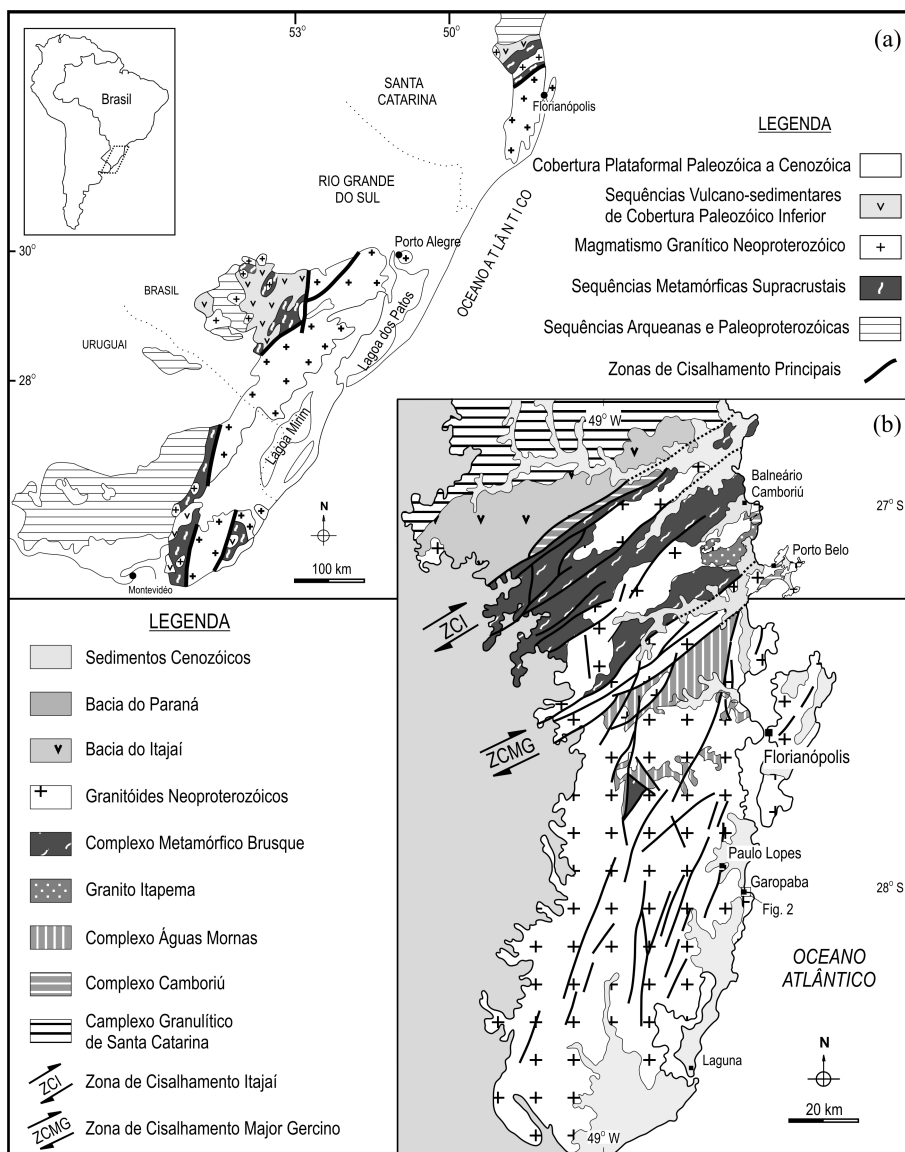 53°
50°
(a)
Brasil
SANTA
CATARINA
Florianópolis
LEGENDA
Cobertura Plataformal Paleozóica a Cenozóica
Sequências Vulcano-sedimentares
de Cobertura Paleozóico Inferior
Magmatismo Granítico Neoproterozóico
Sequências Metamórficas Supracrustais
Sequências Arqueanas e Paleoproterozóicas
Zonas de Cisalhamento Principais
RIO GRANDE
DO SUL
OCEANO ATLÂNTICO
30°
Porto Alegre
BRASIL
URUGUAI
Lagoa dos Patos
28°
Lagoa Mirim
N
100 km
Montevidéo
(b)
49° W
Balneário
Camboriú
27° S
Porto Belo
ZCI
ZCMG
Florianópolis
Paulo Lopes
Garopaba
Fig. 2
28° S
OCEANO
ATLÂNTICO
N
Laguna
20 km
49° W
LEGENDA
Sedimentos Cenozóicos
Bacia do Paraná
Bacia do Itajaí
Granitóides Neoproterozóicos
Complexo Metamórfico Brusque
Granito Itapema
Complexo Águas Mornas
Complexo Camboriú
Camplexo Granulítico
de Santa Catarina
ZCI Zona de Cisalhamento Itajaí
ZCMG Zona de Cisalhamento Major Gercino